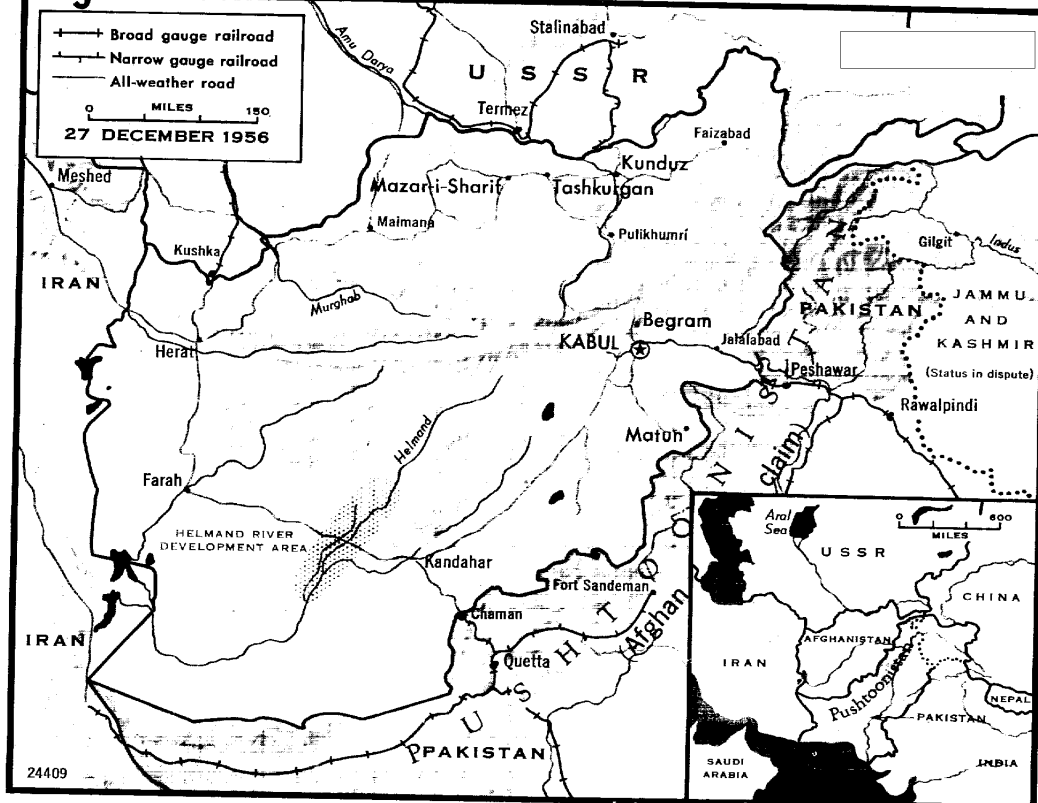 Broad gauge railroad
Narrow gauge railroad
All-weather road
0 MILES 150
27 DECEMBER 1956
Stalinabad
Amu Darya
USSR
Termez
Faizabad
Kunduz
Meshed
Mazar-i-Sharif
Tashkurgan
Maimana
Pulikhumri
Kushka
Gilgit
Indus
IRAN
Murghab
PAKISTAN
JAMMU
AND
KASHMIR
(Status in dispute)
Begram
KABUL
Jalalabad
Herat
Peshawar
Rawalpindi
Helmand
Matun
Farah
HELMAND RIVER
DEVELOPMENT AREA
Kandahar
Fort Sandeman
Chaman
IRAN
Quetta
PUSHTOONISTAN
Afghan claim)
PAKISTAN
24409
Aral
Sea
0 600
MILES
USSR
CHINA
AFGHANISTAN
IRAN
Pushtoonistan
NEPAL
PAKISTAN
SAUDI
ARABIA
INDIA